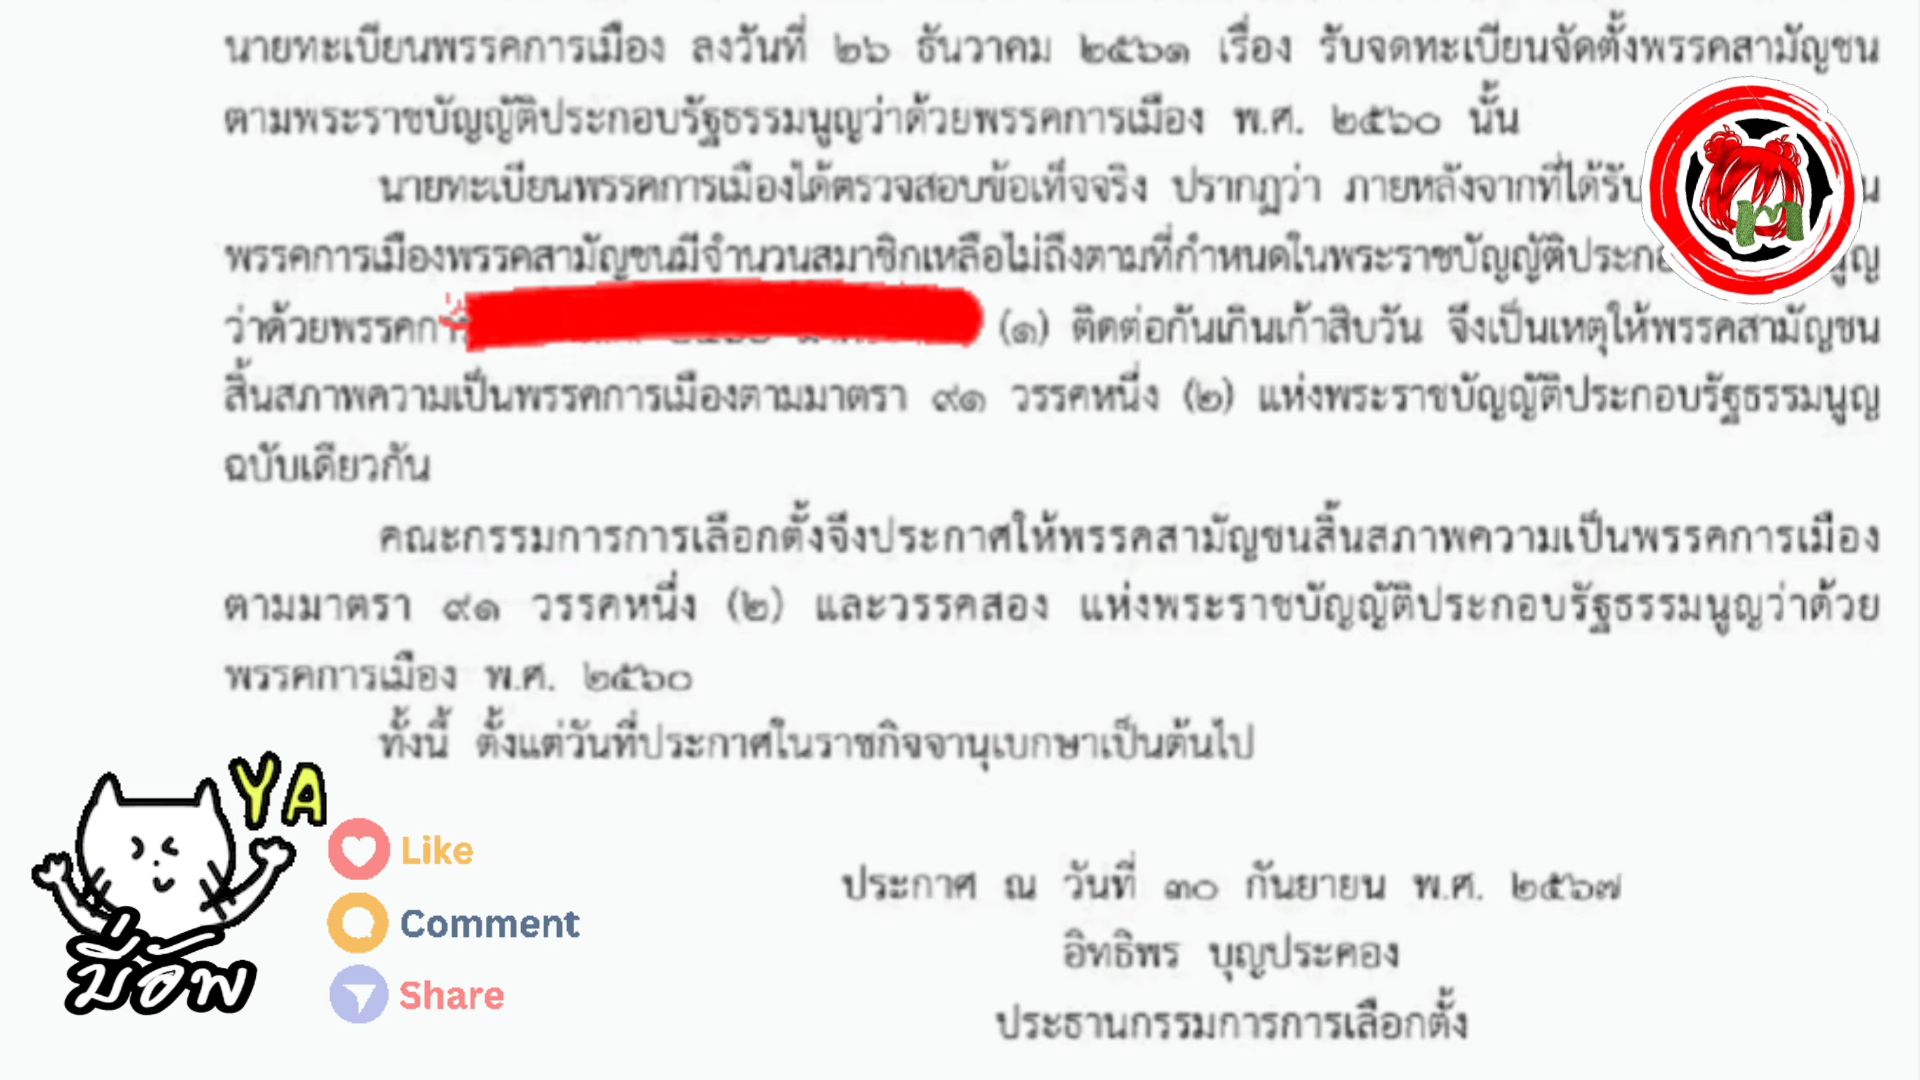 นายทะเบียนพรรคการเมือง ลงวันที่ ๒๖ ธันวาคม ๒๕๖๑ เรื่อง รับจดทะเบียนจัดตั้งพรรคสามัญชน
ตามพระราชบัญญัติประกอบรัฐธรรมนูญว่าด้วยพรรคการเมือง พ.ศ. ๒๕๖๐ นั้น
นายทะเบียนพรรคการเมืองได้ตรวจสอบข้อเท็จจริง ปรากฏว่า ภายหลังจากที่ได้รับ
พรรคการเมืองพรรคสามัญชนมีจำนวนสมาชิกเหลือไม่ถึงตามที่กำหนดในพระราชบัญญัติ
ว่าด้วย (๑) ติดต่อกันเกินเก้าสิบวัน จึงเป็นเหตุให้พรรคสามัญชน
สิ้นสภาพความเป็นพรรคการเมืองตามมาตรา ๙๑ วรรคหนึ่ง (๒) แห่งพระราชบัญญัติประกอบรัฐธรรมนูญ
ฉบับเดียวกัน
คณะกรรมการการเลือกตั้งจึงประกาศให้พรรคสามัญชนสิ้นสภาพความเป็นพรรคการเมือง
ตามมาตรา ๙๑ วรรคหนึ่ง (๒) และวรรคสอง แห่งพระราชบัญญัติประกอบรัฐธรรมนูญว่าด้วย
พรรคการเมือง พ.ศ. ๒๕๖๐
ทั้งนี้ ตั้งแต่วันที่ประกาศในราชกิจจานุเบกษาเป็นต้นไป
YA
มี่อัพ
Like
Comment
Share
ประกาศ ณ วันที่ ๓๐ กันยายน พ.ศ. ๒๕๖๗
อิทธิพร บุญประคอง
ประธานกรรมการการเลือกตั้ง